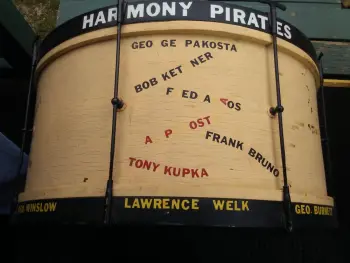 HARMONY PIRATES
GEO GE PAKOSTA
BOB KET NER
F ED A OS
A P OST
FRANK BRUNO
TONY KUPKA
WINSLOW
LAWRENCE WELK
GEO. BURNETT